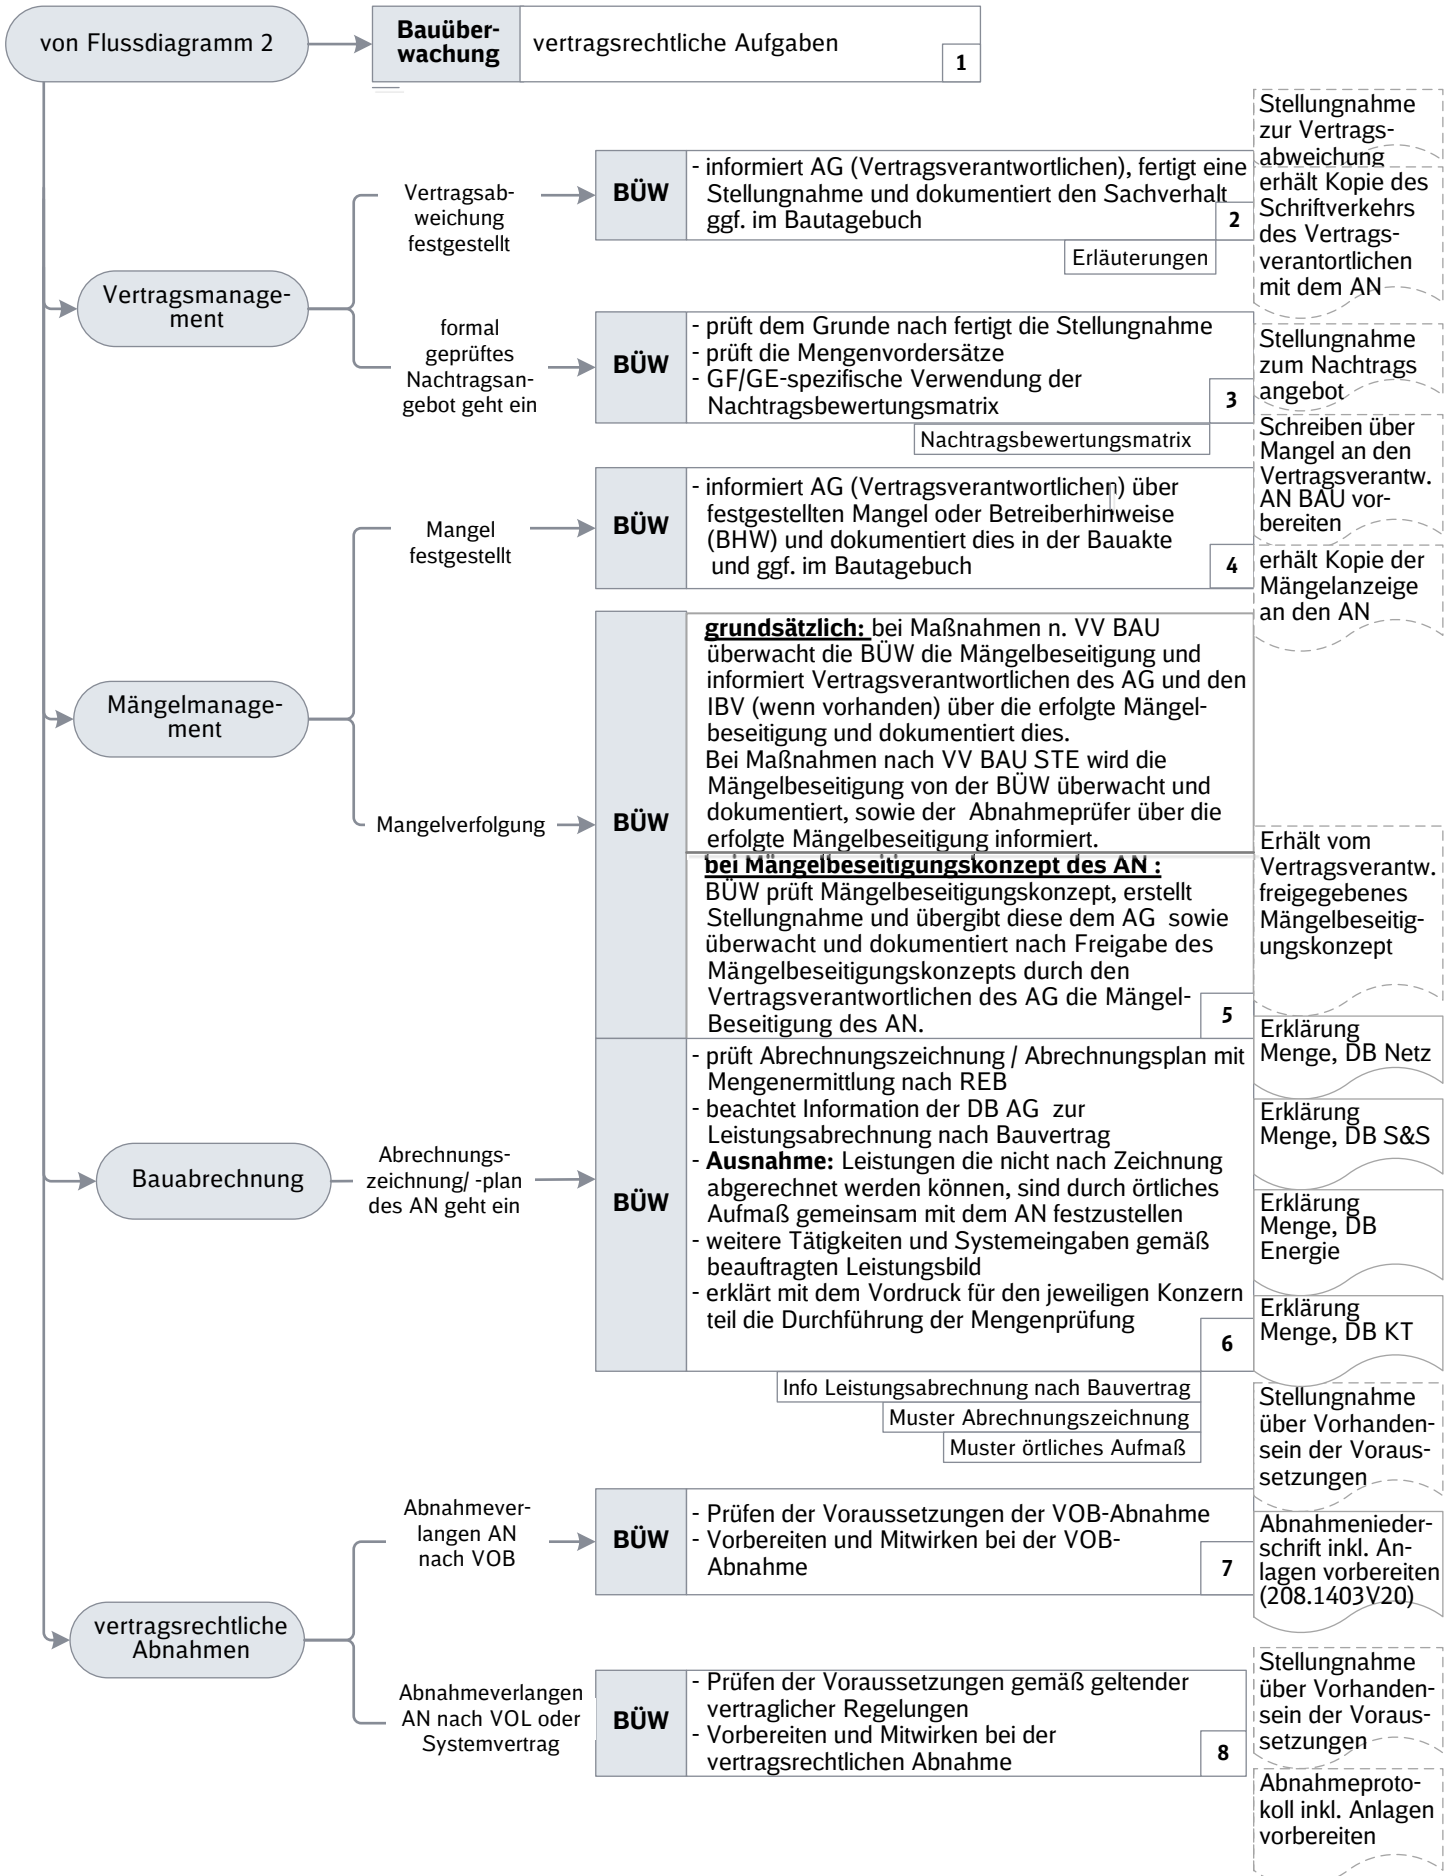 von Flussdiagramm 2
Bauüber-
wachung
vertragsrechtliche Aufgaben
1
Vertragsmanage-
ment
Vertragsab-
weichung
festgestellt
BÜW
- informiert AG (Vertragsverantwortlichen), fertigt eine
Stellungnahme und dokumentiert den Sachverhalt
ggf. im Bautagebuch
2
Erläuterungen
Stellungnahme
zur Vertrags-
abweichung
erhält Kopie des
Schriftverkehrs
des Vertrags-
verantortlichen
mit dem AN
formal
geprüftes
Nachtragsan-
gebot geht ein
BÜW
- prüft dem Grunde nach fertigt die Stellungnahme
- prüft die Mengenvordersätze
- GF/GE-spezifische Verwendung der
Nachtragsbewertungsmatrix
3
Nachtragsbewertungsmatrix
Stellungnahme
zum Nachtrags
angebot
Mängelmanage-
ment
Mangel
festgestellt
BÜW
- informiert AG (Vertragsverantwortlichen) über
festgestellten Mangel oder Betreiberhinweise
(BHW) und dokumentiert dies in der Bauakte
und ggf. im Bautagebuch
4
Schreiben über
Mangel an den
Vertragsverantw.
AN BAU vor-
bereiten
erhält Kopie der
Mängelanzeige
an den AN
Mangelverfolgung
BÜW
grundsätzlich: bei Maßnahmen n. VV BAU
überwacht die BÜW die Mängelbeseitigung und
informiert Vertragsverantwortlichen des AG und den
IBV (wenn vorhanden) über die erfolgte Mängel-
beseitigung und dokumentiert dies.
Bei Maßnahmen nach VV BAU STE wird die
Mängelbeseitigung von der BÜW überwacht und
dokumentiert, sowie der Abnahmeprüfer über die
erfolgte Mängelbeseitigung informiert.
bei Mängelbeseitigungskonzept des AN :
BÜW prüft Mängelbeseitigungskonzept, erstellt
Stellungnahme und übergibt diese dem AG sowie
überwacht und dokumentiert nach Freigabe des
Mängelbeseitigungskonzepts durch den
Vertragsverantwortlichen des AG die Mängel-
Beseitigung des AN.
5
Erhält vom
Vertragsverantw.
freigegebenes
Mängelbeseitig-
ungskonzept
Bauabrechnung
Abrechnungs-
zeichnung/ -plan
des AN geht ein
BÜW
- prüft Abrechnungszeichnung / Abrechnungsplan mit
Mengenermittlung nach REB
- beachtet Information der DB AG zur
Leistungsabrechnung nach Bauvertrag
- Ausnahme: Leistungen die nicht nach Zeichnung
abgerechnet werden können, sind durch örtliches
Aufmaß gemeinsam mit dem AN festzustellen
- weitere Tätigkeiten und Systemeingaben gemäß
beauftragten Leistungsbild
- erklärt mit dem Vordruck für den jeweiligen Konzern
teil die Durchführung der Mengenprüfung
6
Info Leistungsabrechnung nach Bauvertrag
Muster Abrechnungszeichnung
Muster örtliches Aufmaß
Erklärung
Menge, DB Netz
Erklärung
Menge, DB S&S
Erklärung
Menge, DB
Energie
Erklärung
Menge, DB KT
vertragsrechtliche
Abnahmen
Abnahmever-
langen AN
nach VOB
BÜW
- Prüfen der Voraussetzungen der VOB-Abnahme
- Vorbereiten und Mitwirken bei der VOB-
Abnahme
7
Stellungnahme
über Vorhanden-
sein der Voraus-
setzungen
Abnahmenieder-
schrift inkl. An-
lagen vorbereiten
(208.1403V20)
Abnahmeverlangen
AN nach VOL oder
Systemvertrag
BÜW
- Prüfen der Voraussetzungen gemäß geltender
vertraglicher Regelungen
- Vorbereiten und Mitwirken bei der
vertragsrechtlichen Abnahme
8
Stellungnahme
über Vorhanden-
sein der Voraus-
setzungen
Abnahmeproto-
koll inkl. Anlagen
vorbereiten